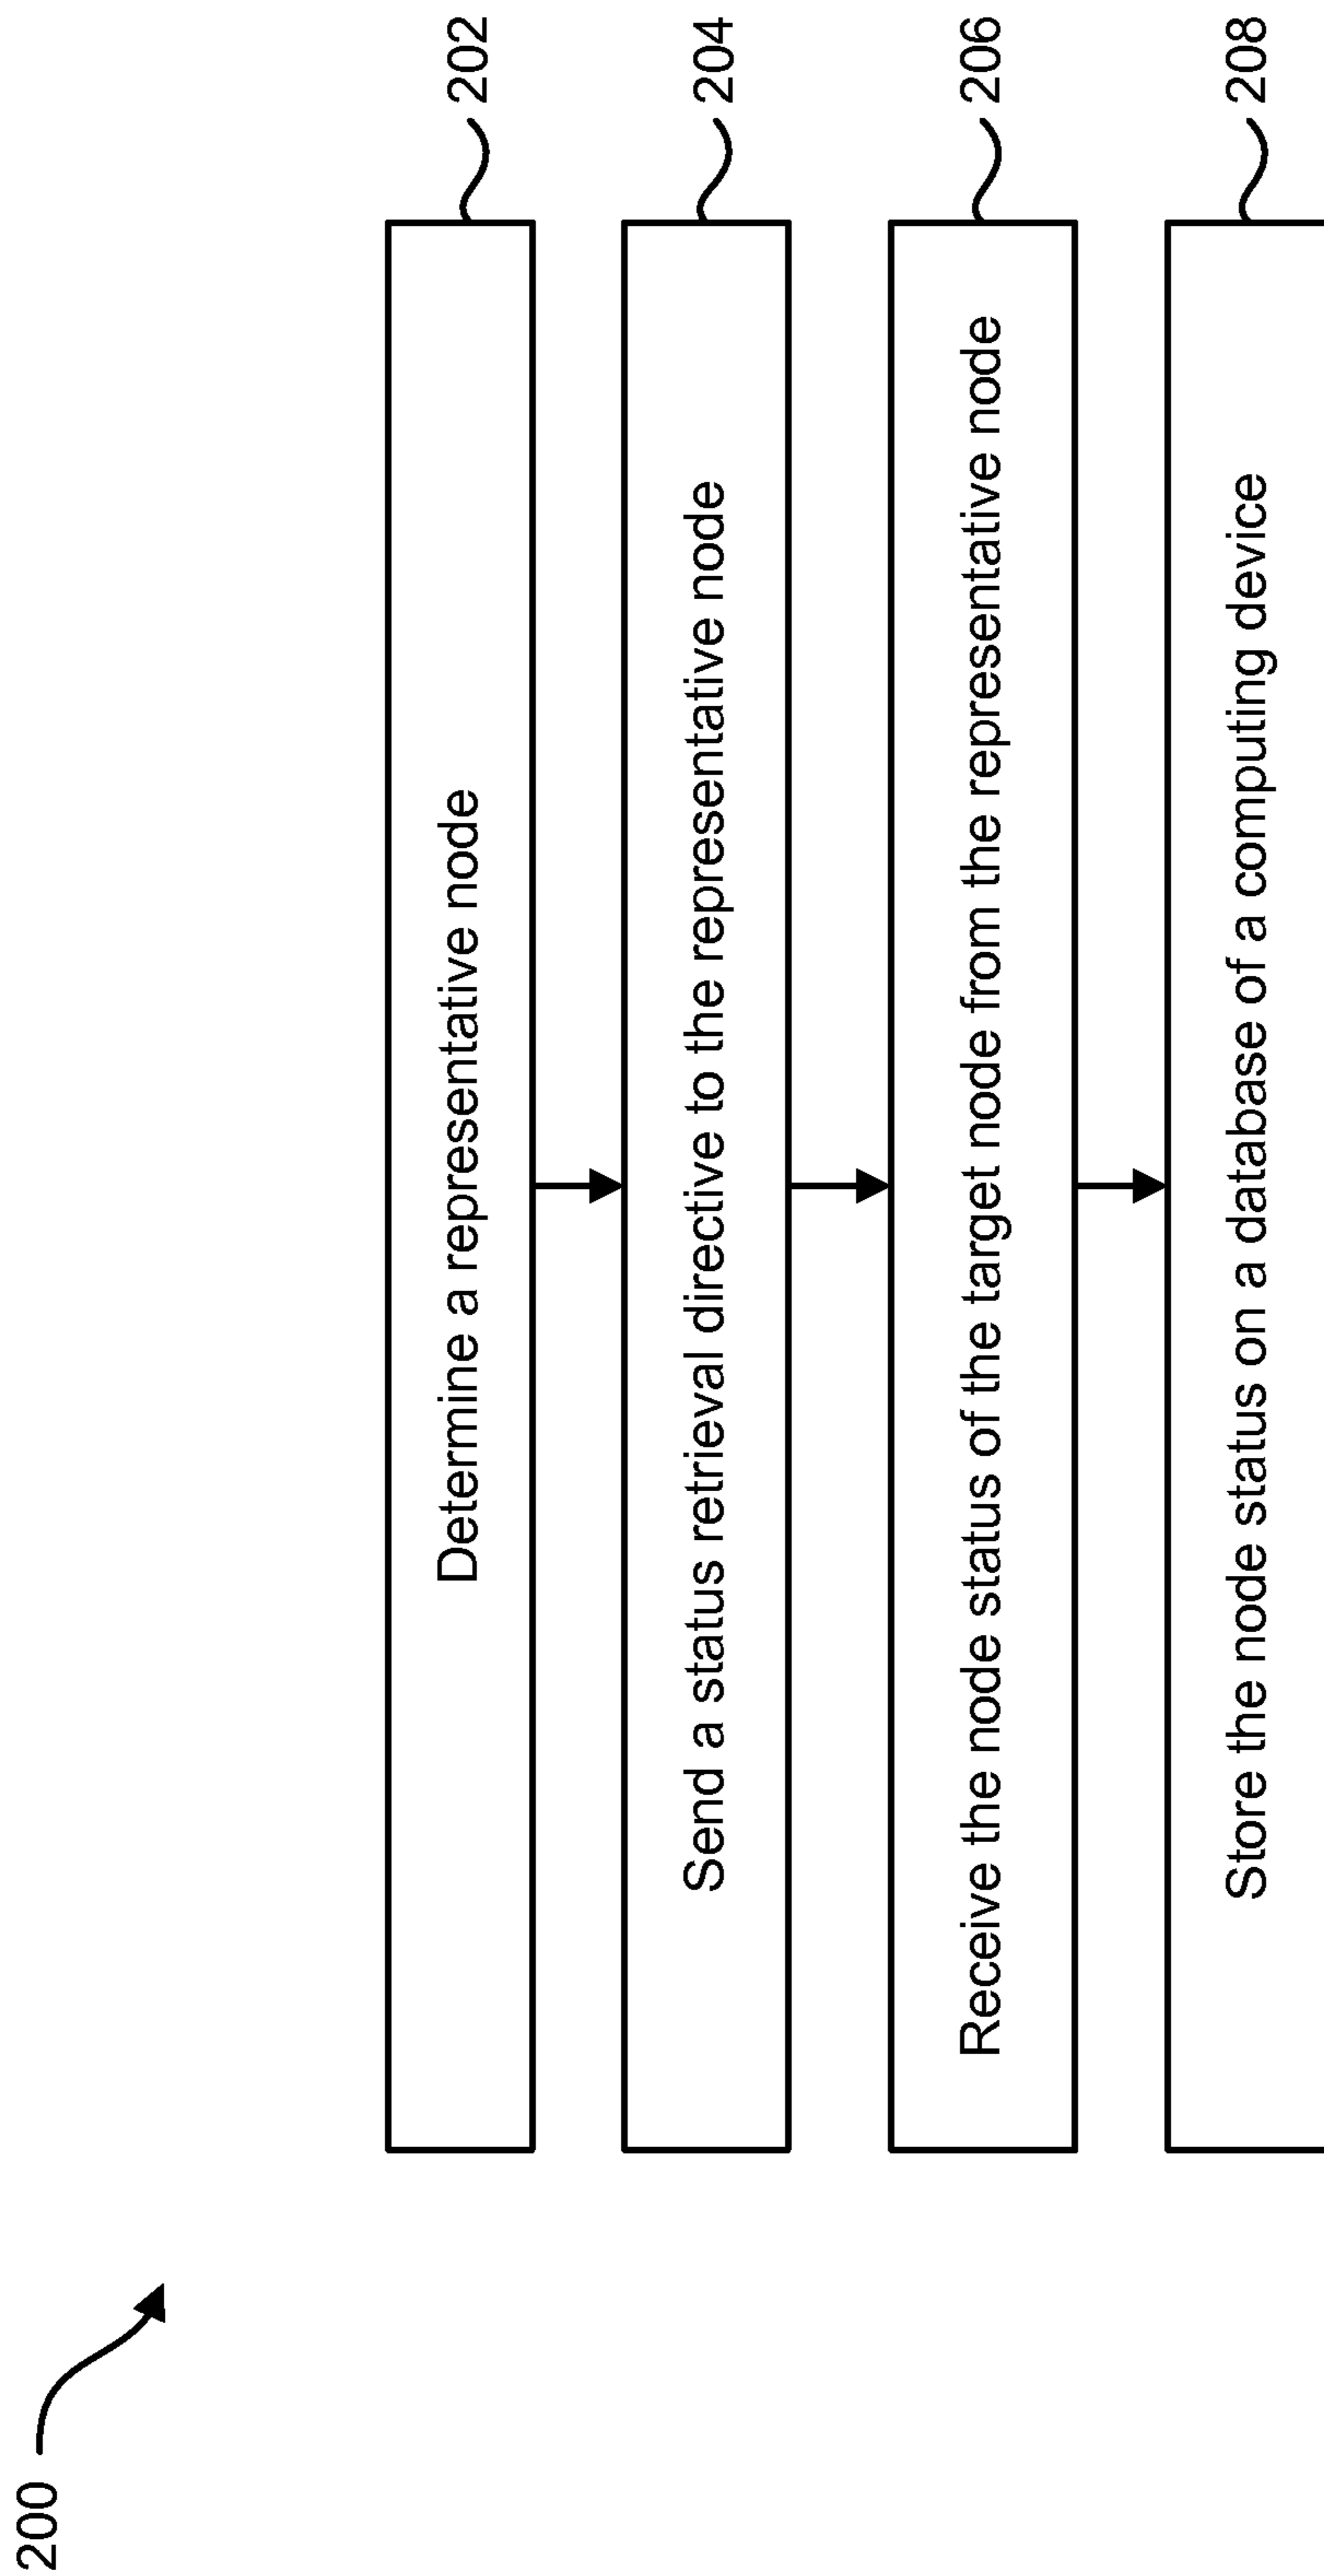 200
Determine a representative node
202
Send a status retrieval directive to the representative node
204
Receive the node status of the target node from the representative node
206
Store the node status on a database of a computing device
208